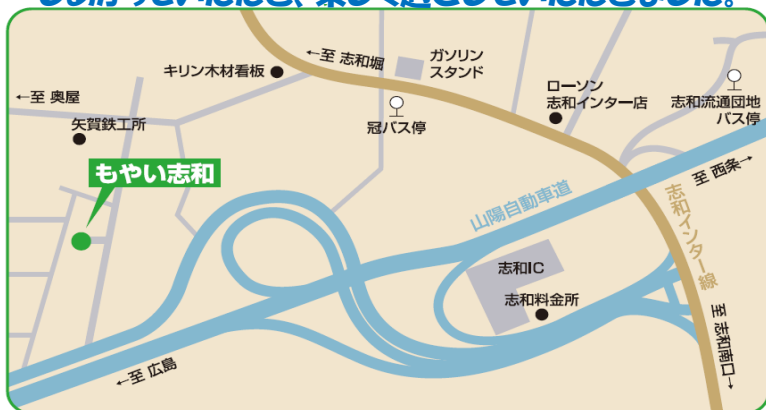 ←至 志和堀
ガソリン
スタンド
キリン木材看板
←至 奥屋
ローソン
志和インター店
志和流通団地
バス停
矢賀鉄工所
冠バス停
もやい志和
至 西条→
山陽自動車道
志和インター線
志和IC
志和料金所
至 志和南口→
←至 広島